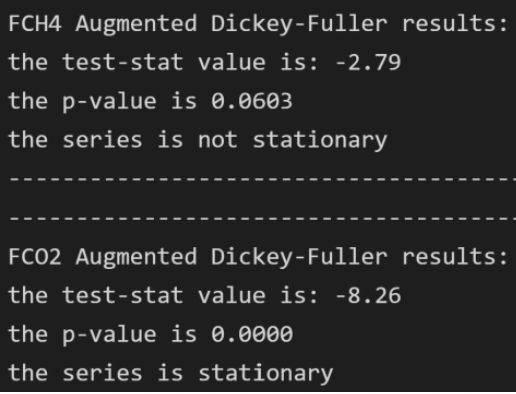 FCH4 Augmented Dickey-Fuller results:
the test-stat value is: -2.79
the p-value is 0.0603
the series is not stationary
---------------------------------------
---------------------------------------
FCO2 Augmented Dickey-Fuller results:
the test-stat value is: -8.26
the p-value is 0.0000
the series is stationary